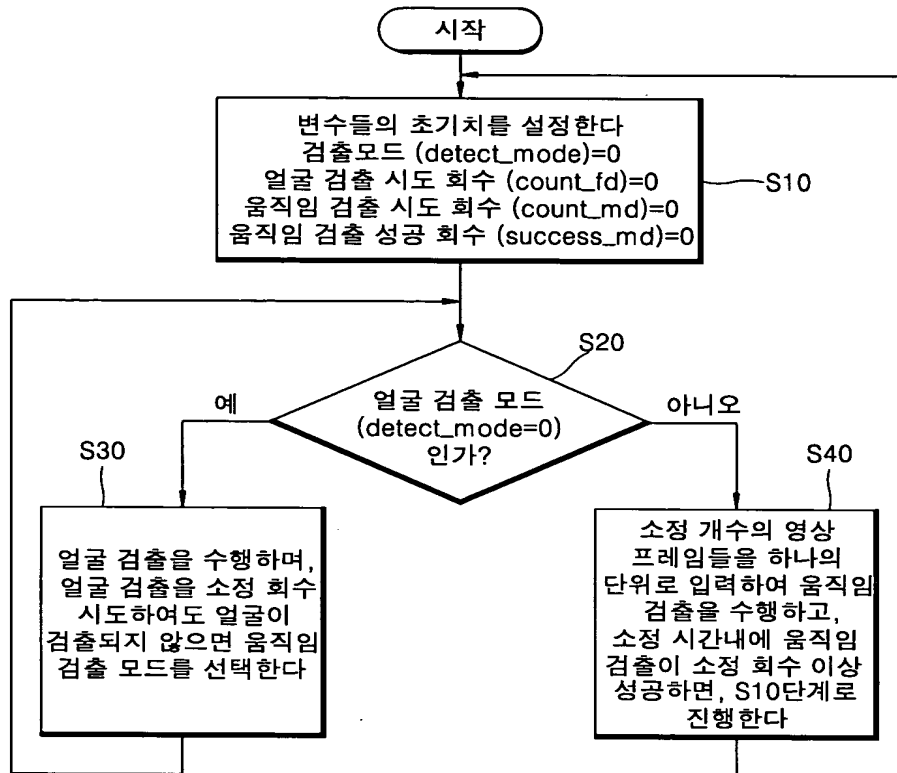 시작
변수들의 초기치를 설정한다
검출모드 (detect_mode)=0
얼굴 검출 시도 회수 (count_fd)=0
움직임 검출 시도 회수 (count_md)=0
움직임 검출 성공 회수 (success_md)=0
S10
S20
얼굴 검출 모드
(detect_mode=0)
인가?
예
아니오
S30
얼굴 검출을 수행하며,
얼굴 검출을 소정 회수
시도하여도 얼굴이
검출되지 않으면 움직임
검출 모드를 선택한다
S40
소정 개수의 영상
프레임들을 하나의
단위로 입력하여 움직임
검출을 수행하고,
소정 시간내에 움직임
검출이 소정 회수 이상
성공하면, S10단계로
진행한다